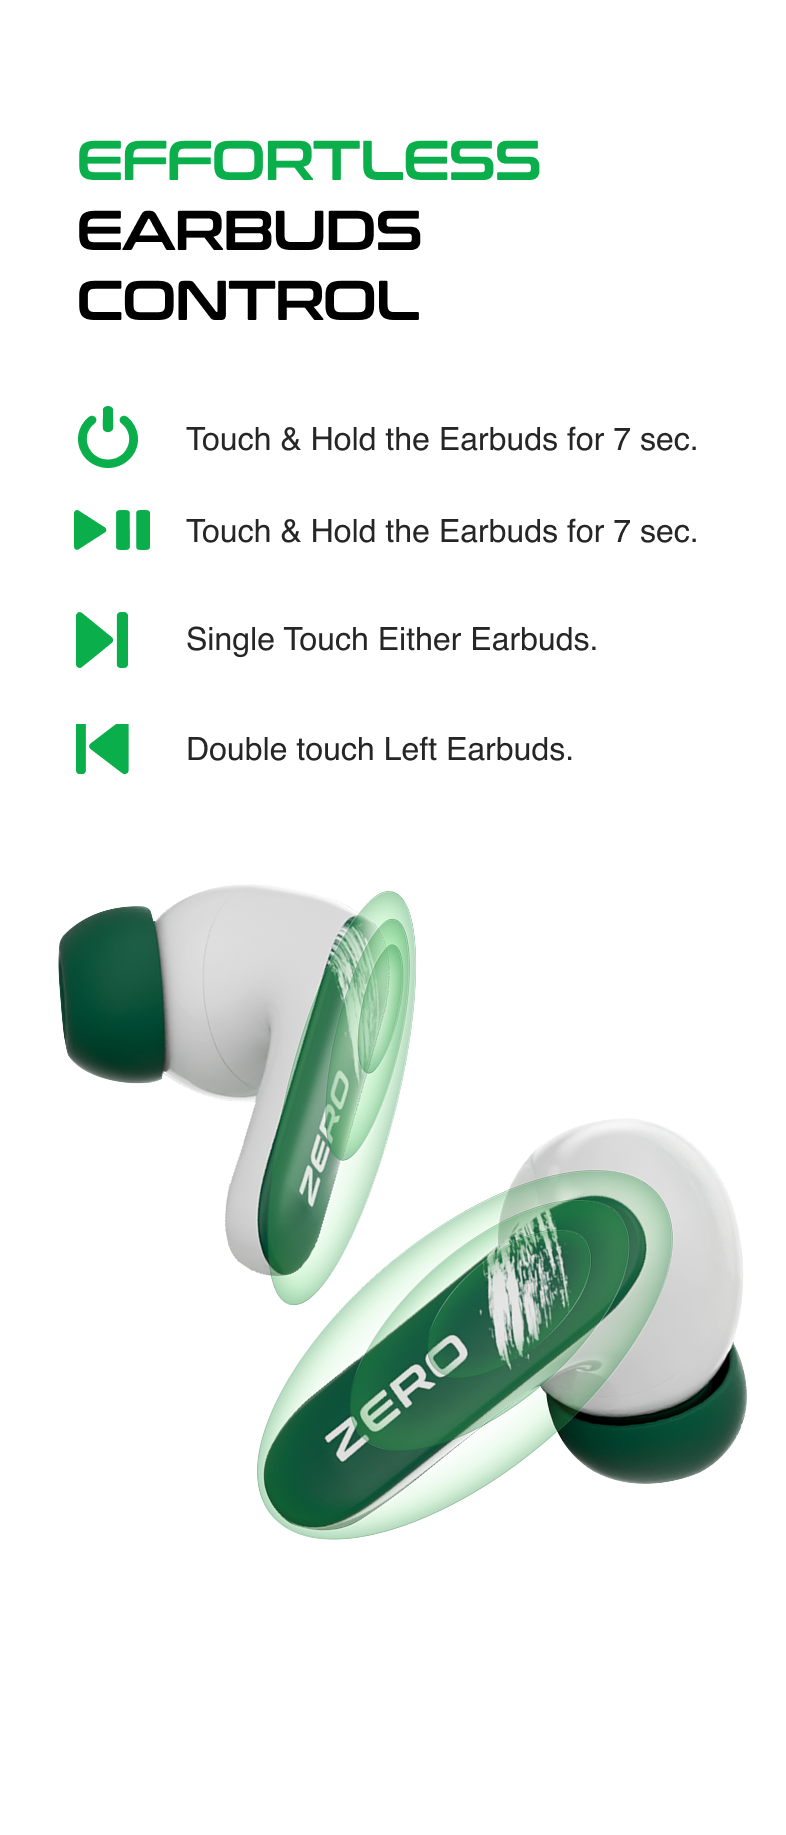 EFFORTLESS
EARBUDS
CONTROL
Touch & Hold the Earbuds for 7 sec.
Touch & Hold the Earbuds for 7 sec.
Single Touch Either Earbuds.
Double touch Left Earbuds.
ZERO
ZERO